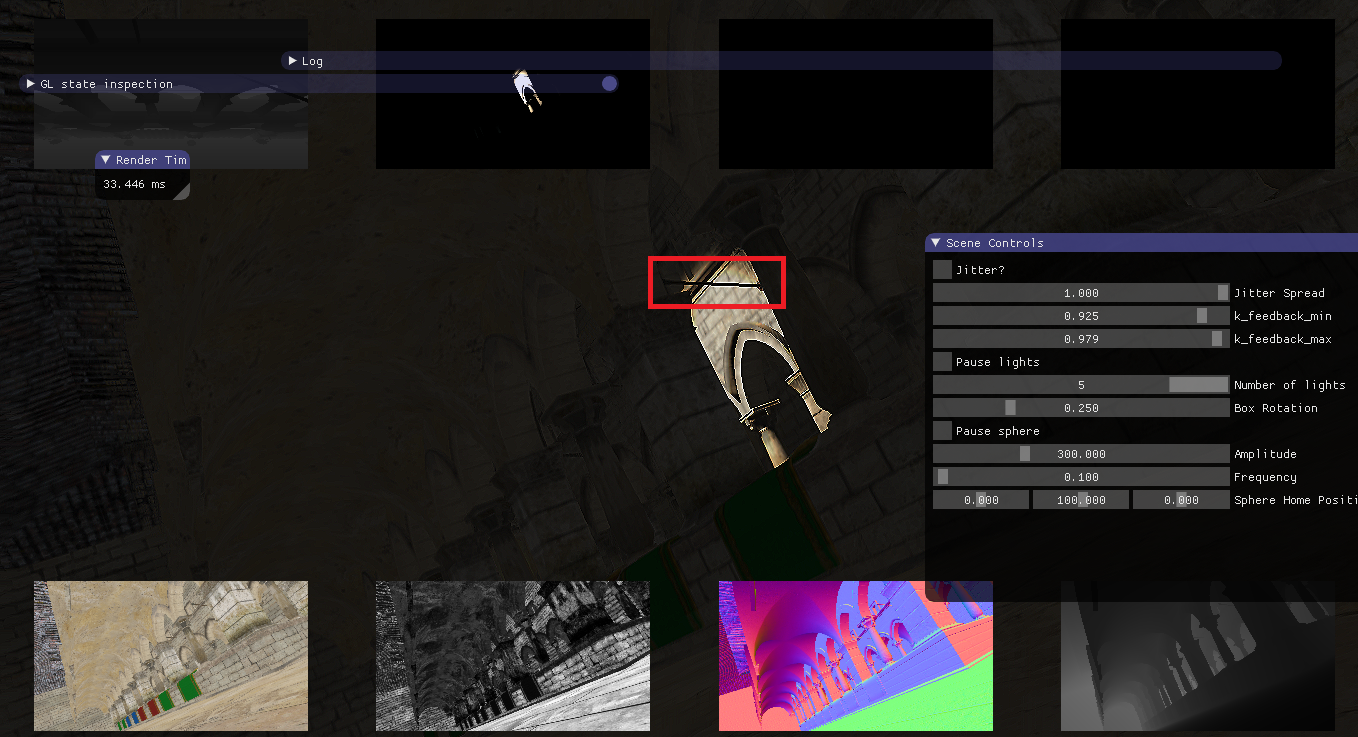 Log
GL state inspection
Render Tim
33.446 ms
Scene Controls
Jitter?
1.000 Jitter Spread
0.925 k_feedback_min
0.979 k_feedback_max
Pause lights
5 Number of lights
0.250 Box Rotation
Pause sphere
300.000 Amplitude
0.100 Frequency
0.000 100.000 0.000 Sphere Home Positi